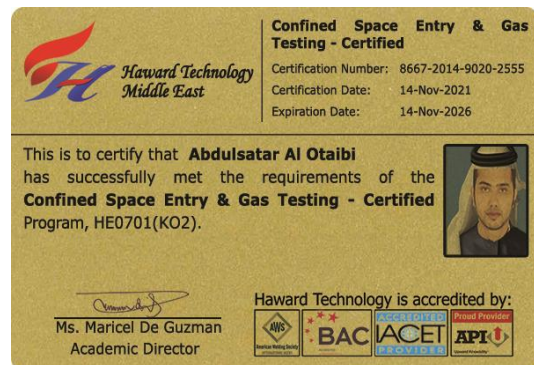 Haward Technology
Middle East
Confined Space Entry & Gas
Testing - Certified
Certification Number: 8667-2014-9020-2555
Certification Date: 14-Nov-2021
Expiration Date: 14-Nov-2026
This is to certify that Abdulsatar Al Otaibi
has successfully met the requirements of the
Confined Space Entry & Gas Testing - Certified
Program, HE0701(KO2).
Ms. Maricel De Guzman
Academic Director
Haward Technology is accredited by:
AWS
American Welding Society
BAC
ACCREDITED
IACET
PROVIDER
Proud Provider
API